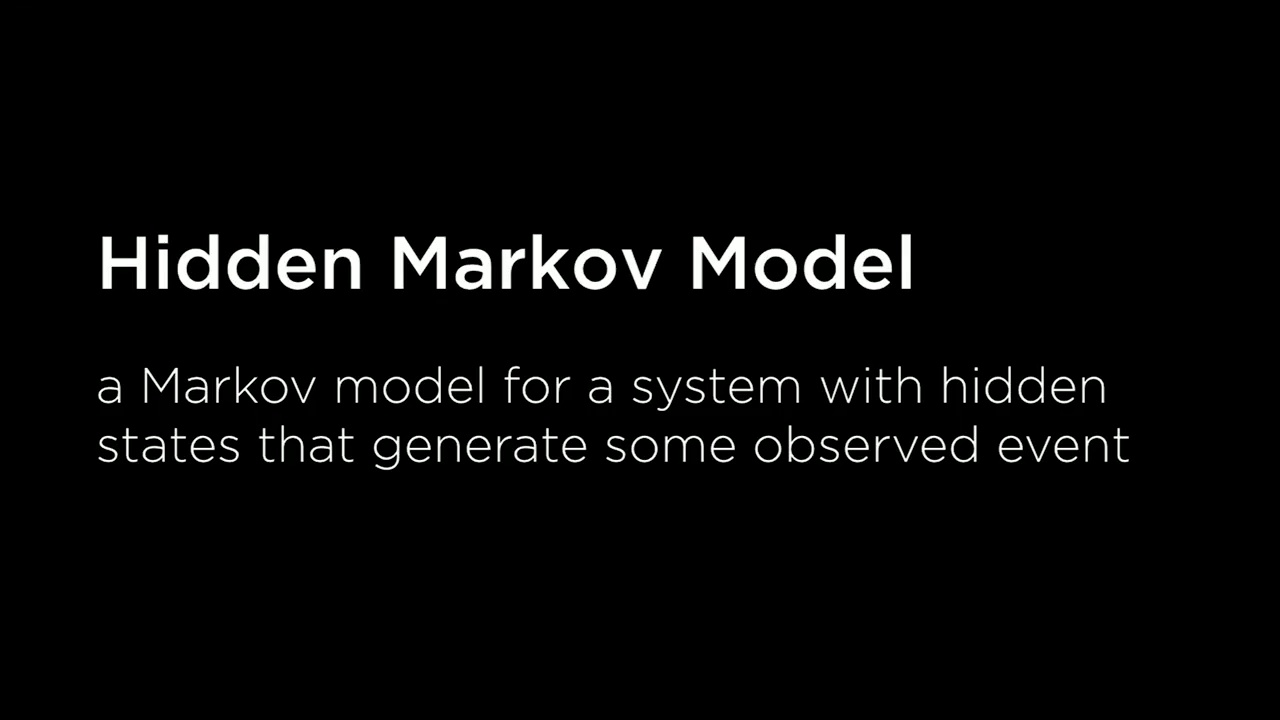 Hidden Markov Model
a Markov model for a system with hidden
states that generate some observed event